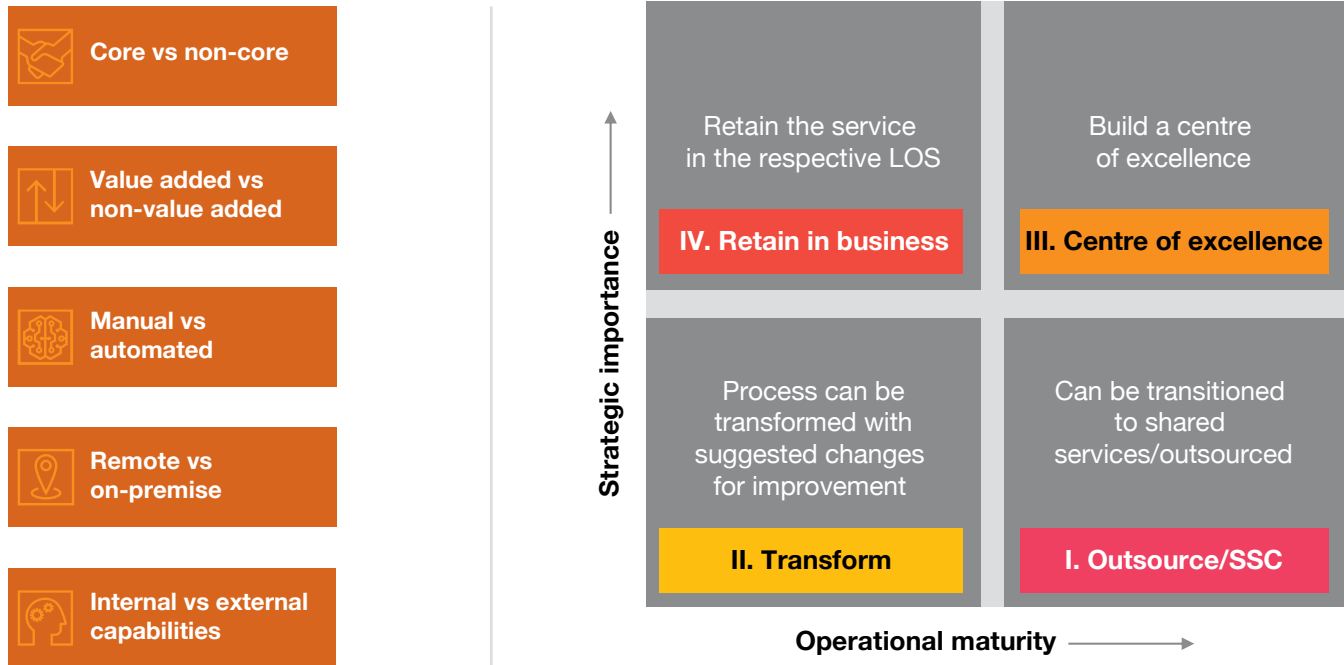 Core vs non-core
Value added vs
non-value added
Manual vs
automated
Remote vs
on-premise
Internal vs external
capabilities
Strategic importance
Retain the service
in the respective LOS
IV. Retain in business
Build a centre
of excellence
III. Centre of excellence
Process can be
transformed with
suggested changes
for improvement
II. Transform
Can be transitioned
to shared
services/outsourced
I. Outsource/SSC
Operational maturity